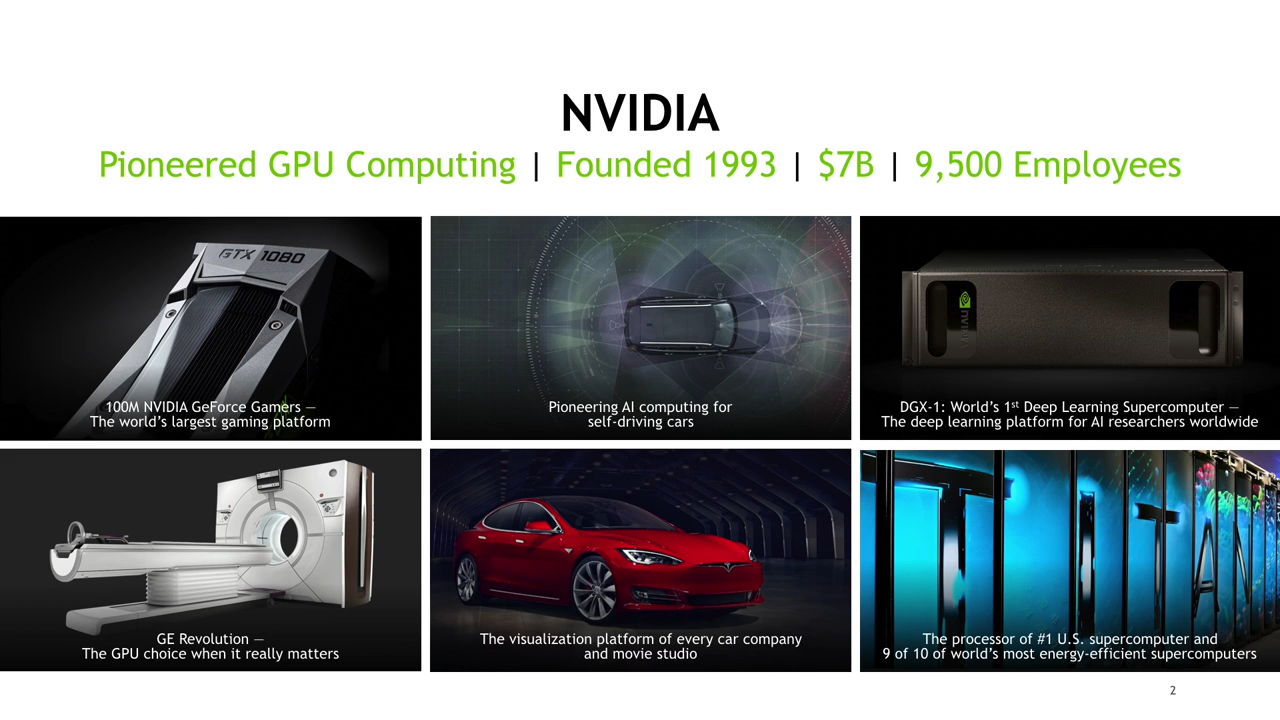 NVIDIA
Pioneered GPU Computing | Founded 1993 | $7B | 9,500 Employees
GTX 1080
100M NVIDIA GeForce Gamers —
The world's largest gaming platform
Pioneering AI computing for
self-driving cars
NVIDIA
DGX-1: World's 1st Deep Learning Supercomputer —
The deep learning platform for AI researchers worldwide
GE Revolution —
The GPU choice when it really matters
The visualization platform of every car company
and movie studio
TITAN
The processor of #1 U.S. supercomputer and
9 of 10 of world's most energy-efficient supercomputers
2